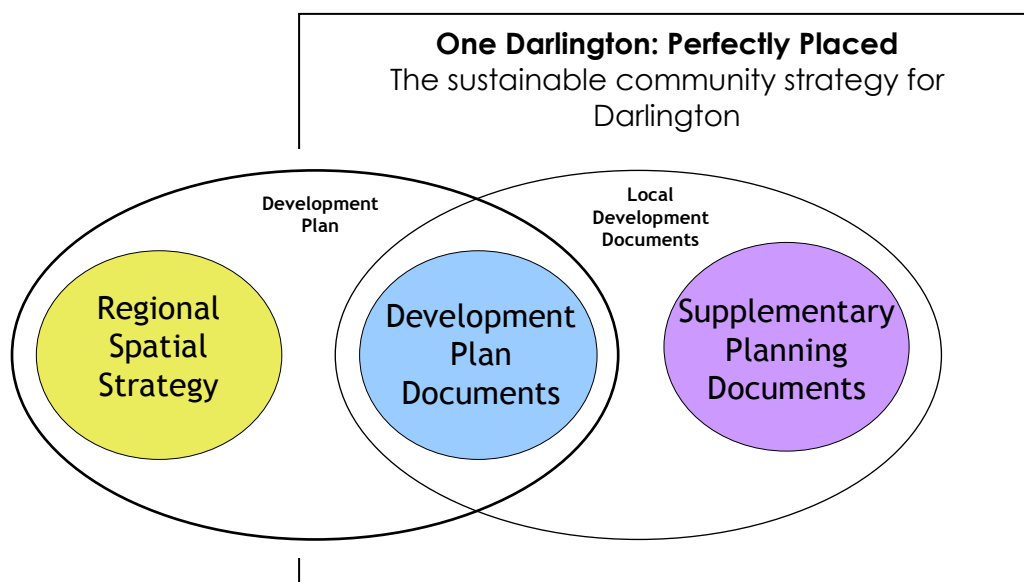 One Darlington: Perfectly Placed
The sustainable community strategy for
Darlington
Development
Plan
Local
Development
Documents
Regional
Spatial
Strategy
Development
Plan
Documents
Supplementary
Planning
Documents